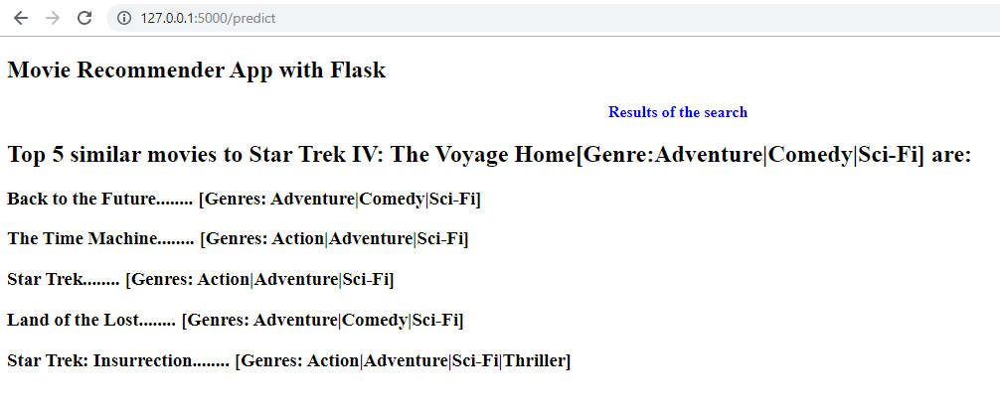 127.0.0.1:5000/predict
Movie Recommender App with Flask
Results of the search
Top 5 similar movies to Star Trek IV: The Voyage Home[Genre:Adventure|Comedy|Sci-Fi] are:
Back to the Future........ [Genres: Adventure|Comedy|Sci-Fi]
The Time Machine........ [Genres: Action|Adventure|Sci-Fi]
Star Trek........ [Genres: Action|Adventure|Sci-Fi]
Land of the Lost........ [Genres: Adventure|Comedy|Sci-Fi]
Star Trek: Insurrection........ [Genres: Action|Adventure|Sci-Fi|Thriller]